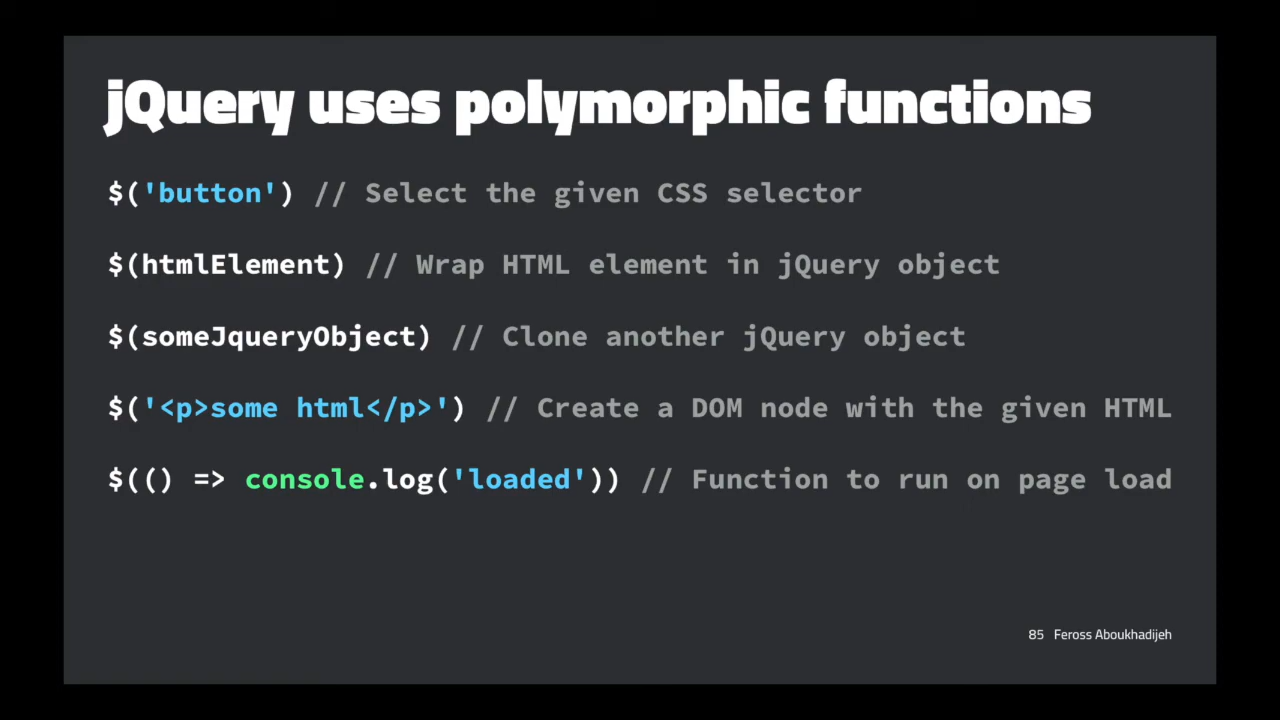 jQuery uses polymorphic functions
$('button') // Select the given CSS selector
$(htmlElement) // Wrap HTML element in jQuery object
$(someJqueryObject) // Clone another jQuery object
$('<p>some html</p>') // Create a DOM node with the given HTML
$(() => console.log('loaded')) // Function to run on page load
85 Feross Aboukhadijeh